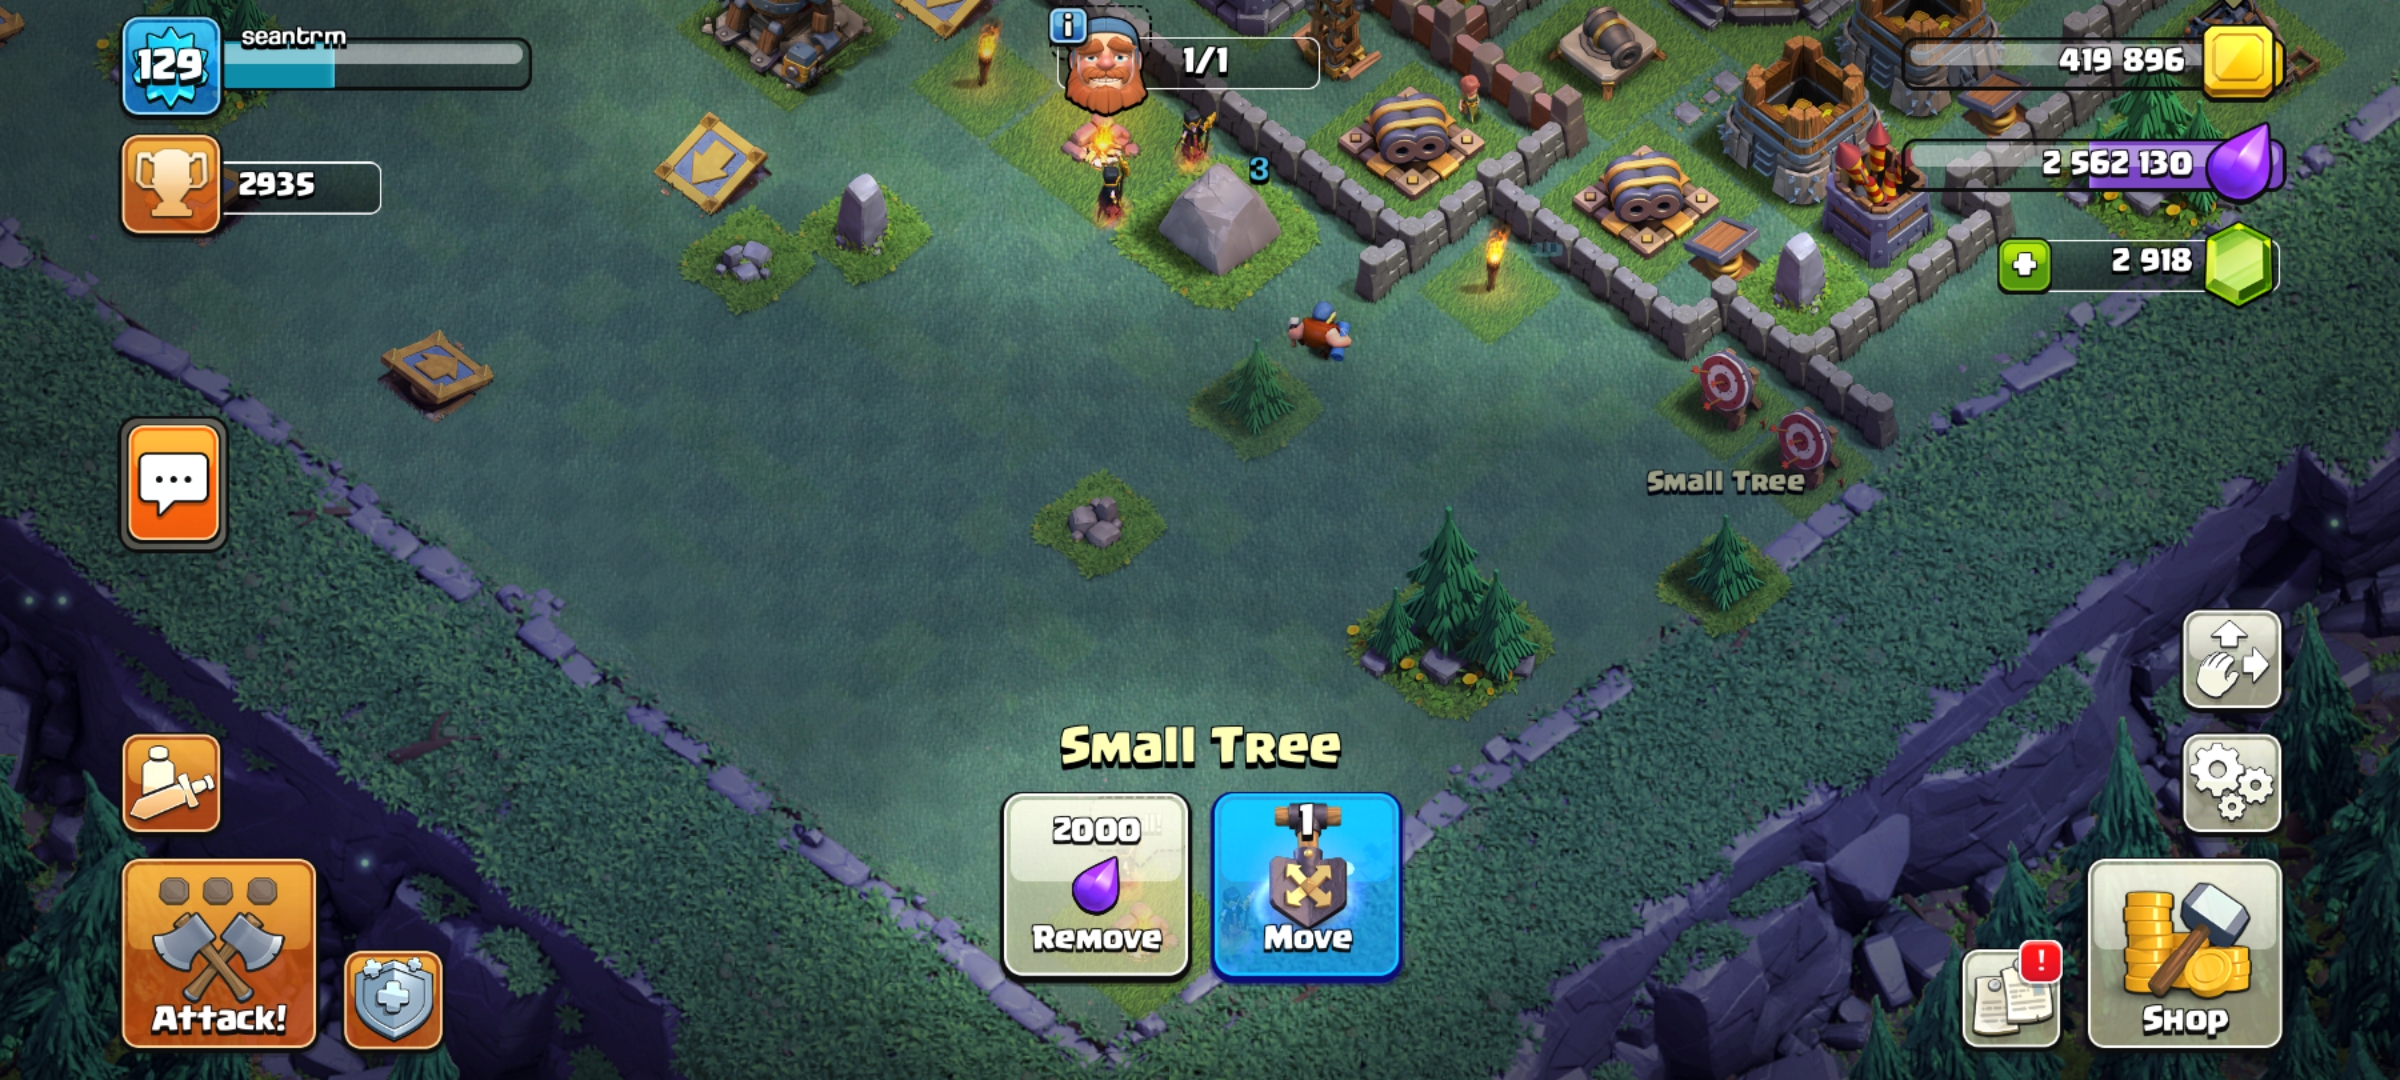 seantrm
129
1/1
419 896
2935
3
2 562 130
2 918
Small Tree
Small Tree
2000
Remove
1
Move
Attack!
!
Shop